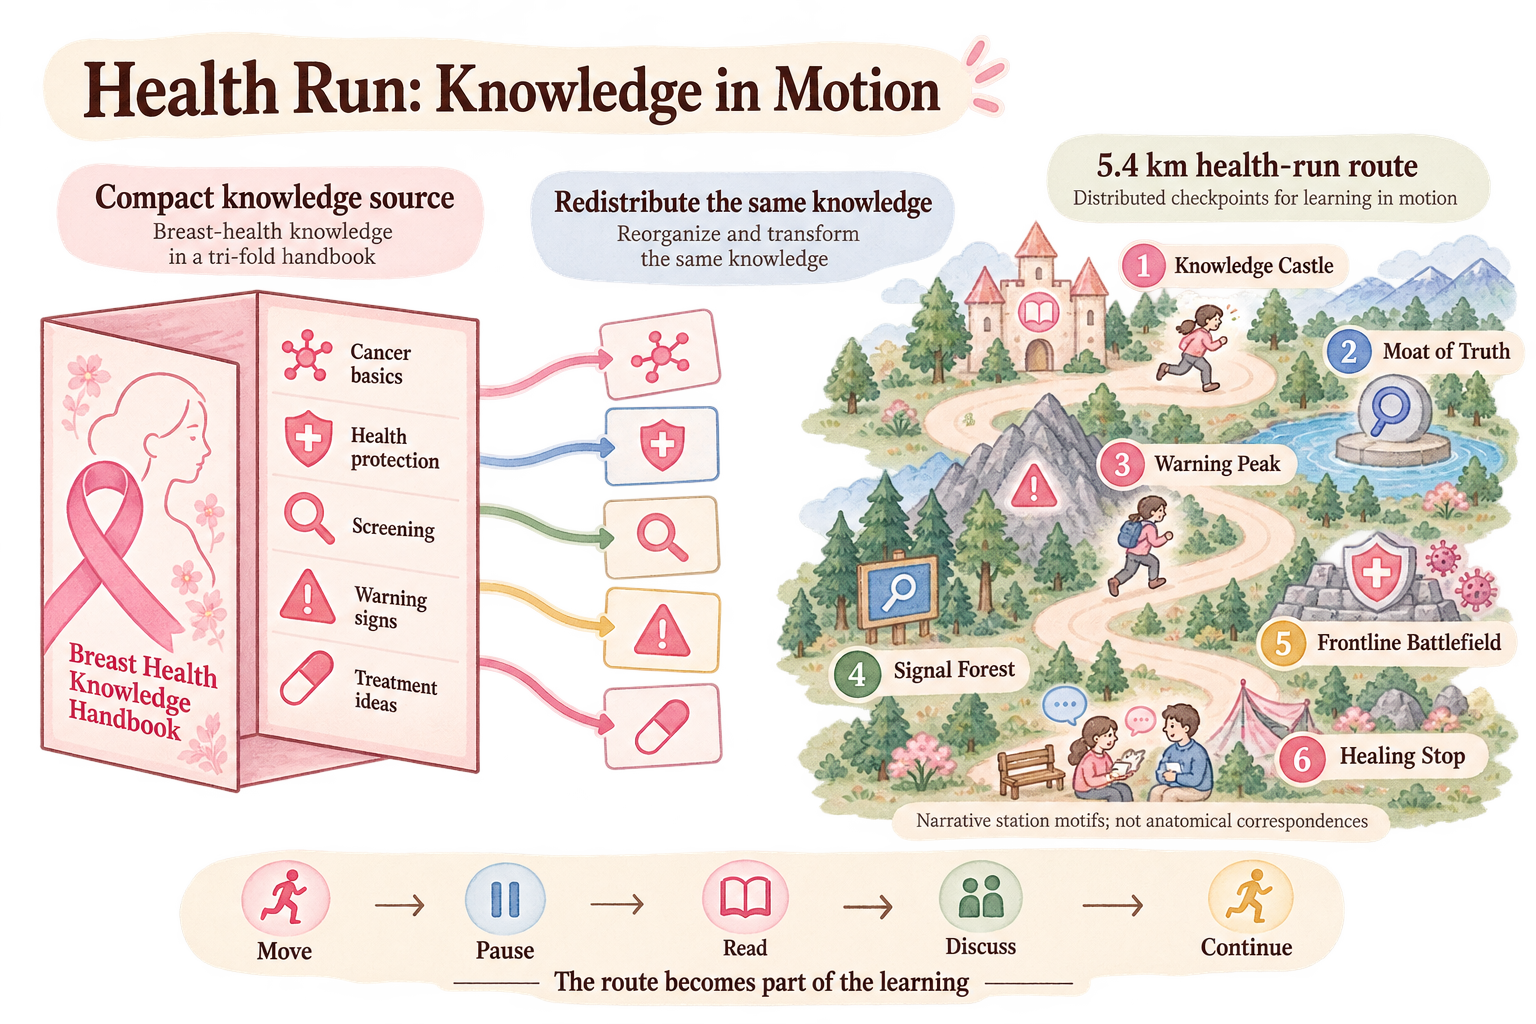 Health Run: Knowledge in Motion
Compact knowledge source
Breast-health knowledge
in a tri-fold handbook
Redistribute the same knowledge
Reorganize and transform
the same knowledge
5.4 km health-run route
Distributed checkpoints for learning in motion
Breast Health
Knowledge
Handbook
Cancer
basics
Health
protection
Screening
Warning
signs
Treatment
ideas
1 Knowledge Castle
2 Moat of Truth
3 Warning Peak
4 Signal Forest
5 Frontline Battlefield
6 Healing Stop
Narrative station motifs; not anatomical correspondences
Move
Pause
Read
Discuss
Continue
The route becomes part of the learning